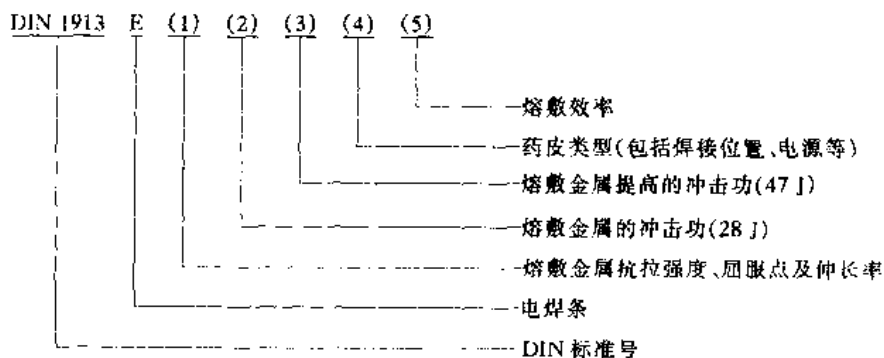 DIN 1913 E (1) (2) (3) (4) (5)
熔敷效率
药皮类型(包括焊接位置、电源等)
熔敷金属提高的冲击功(47 J)
熔敷金属的冲击功(28 J)
熔敷金属抗拉强度、屈服点及伸长率
电焊条
DIN 标准号